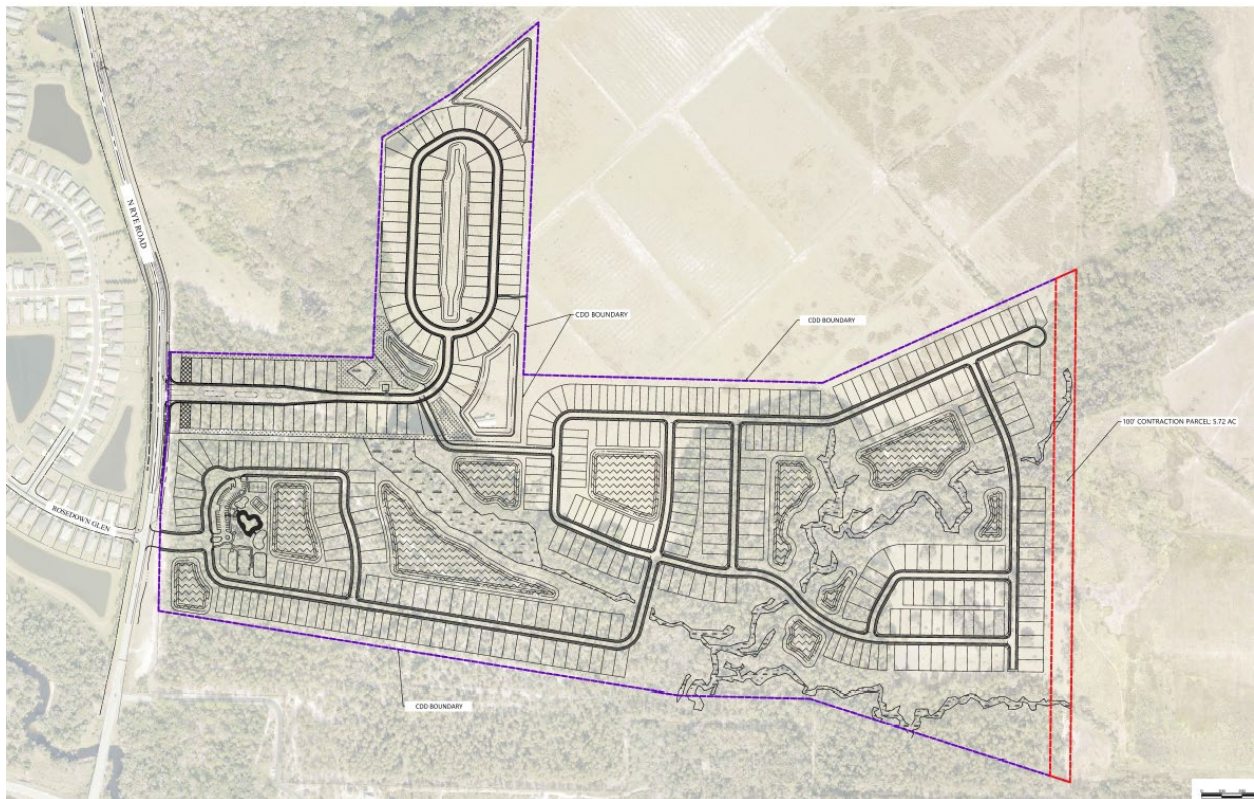 N RYE ROAD
CDD BOUNDARY
CDD BOUNDARY
100' CONTRACTION PARCEL: 5.72 AC
ROSEDOWN GLEN
CDD BOUNDARY